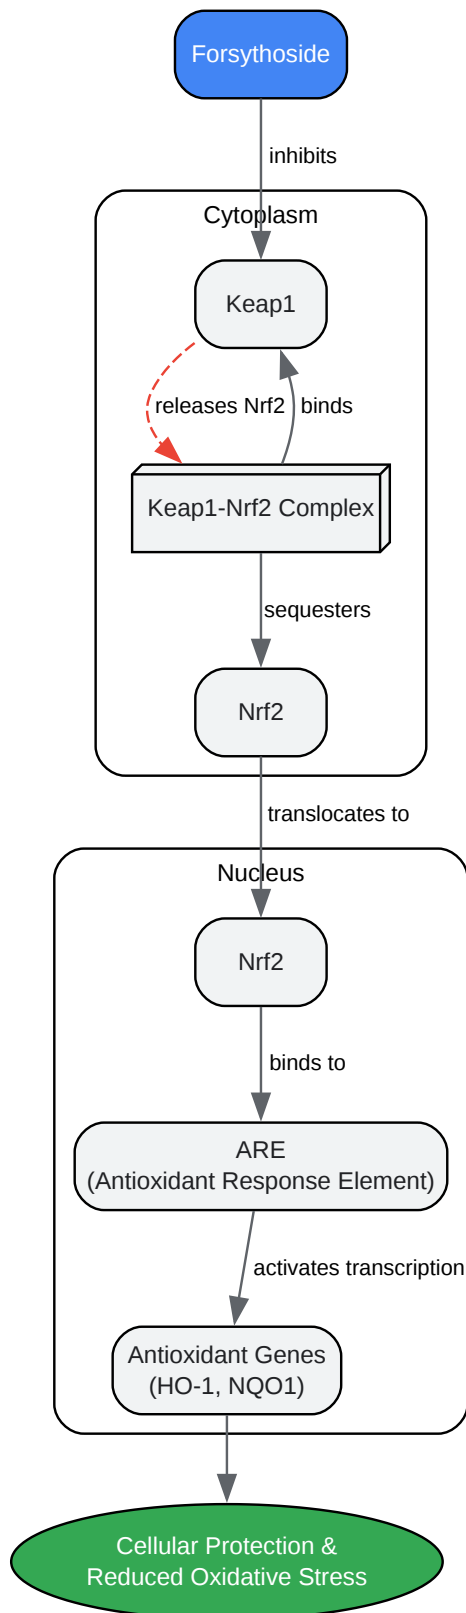 Forsythoside
inhibits
Cytoplasm
Keap1
releases Nrf2
binds
Keap1-Nrf2 Complex
sequesters
Nrf2
translocates to
Nucleus
Nrf2
binds to
ARE
(Antioxidant Response Element)
activates transcription
Antioxidant Genes
(HO-1, NQO1)
Cellular Protection &
Reduced Oxidative Stress